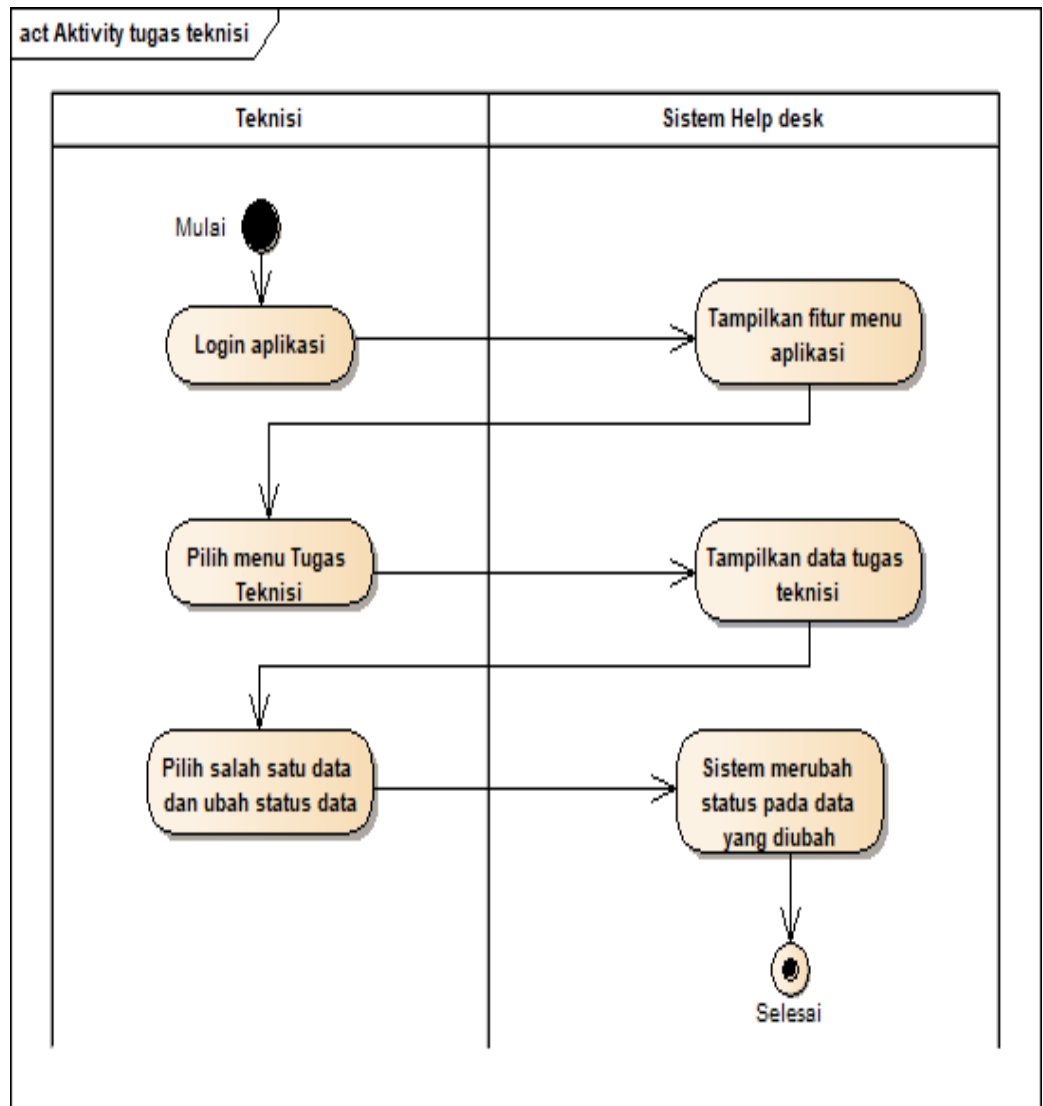 act Aktivity tugas teknisi
Teknisi
Sistem Help desk
Mulai
Login aplikasi
Tampilkan fitur menu
aplikasi
Pilih menu Tugas
Teknisi
Tampilkan data tugas
teknisi
Pilih salah satu data
dan ubah status data
Sistem merubah
status pada data
yang diubah
Selesai